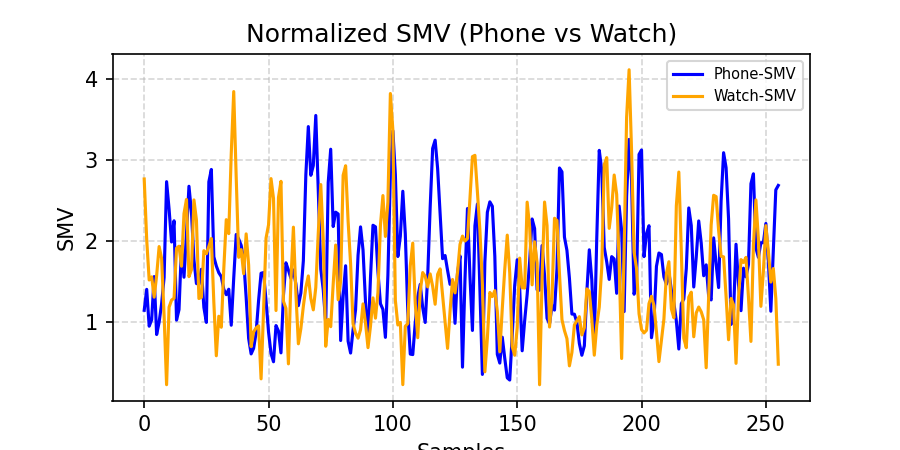 Normalized SMV (Phone vs Watch)
Phone-SMV
Watch-SMV
SMV
4
3
2
1
0 50 100 150 200 250
Samples